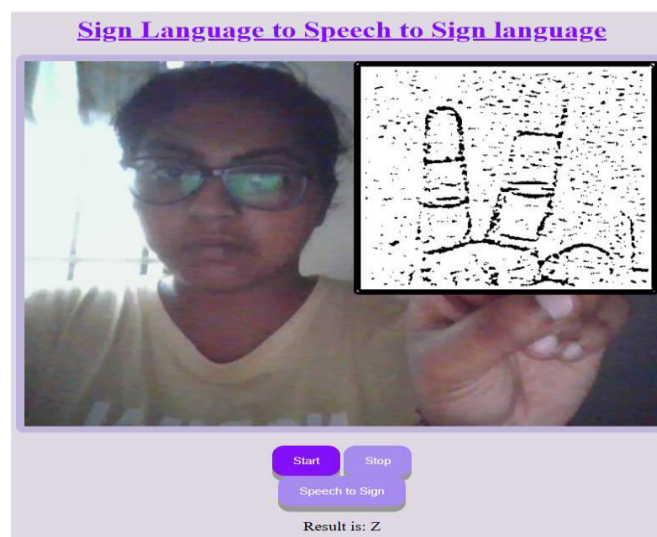 Sign Language to Speech to Sign language
Start
Stop
Speech to Sign
Result is: Z